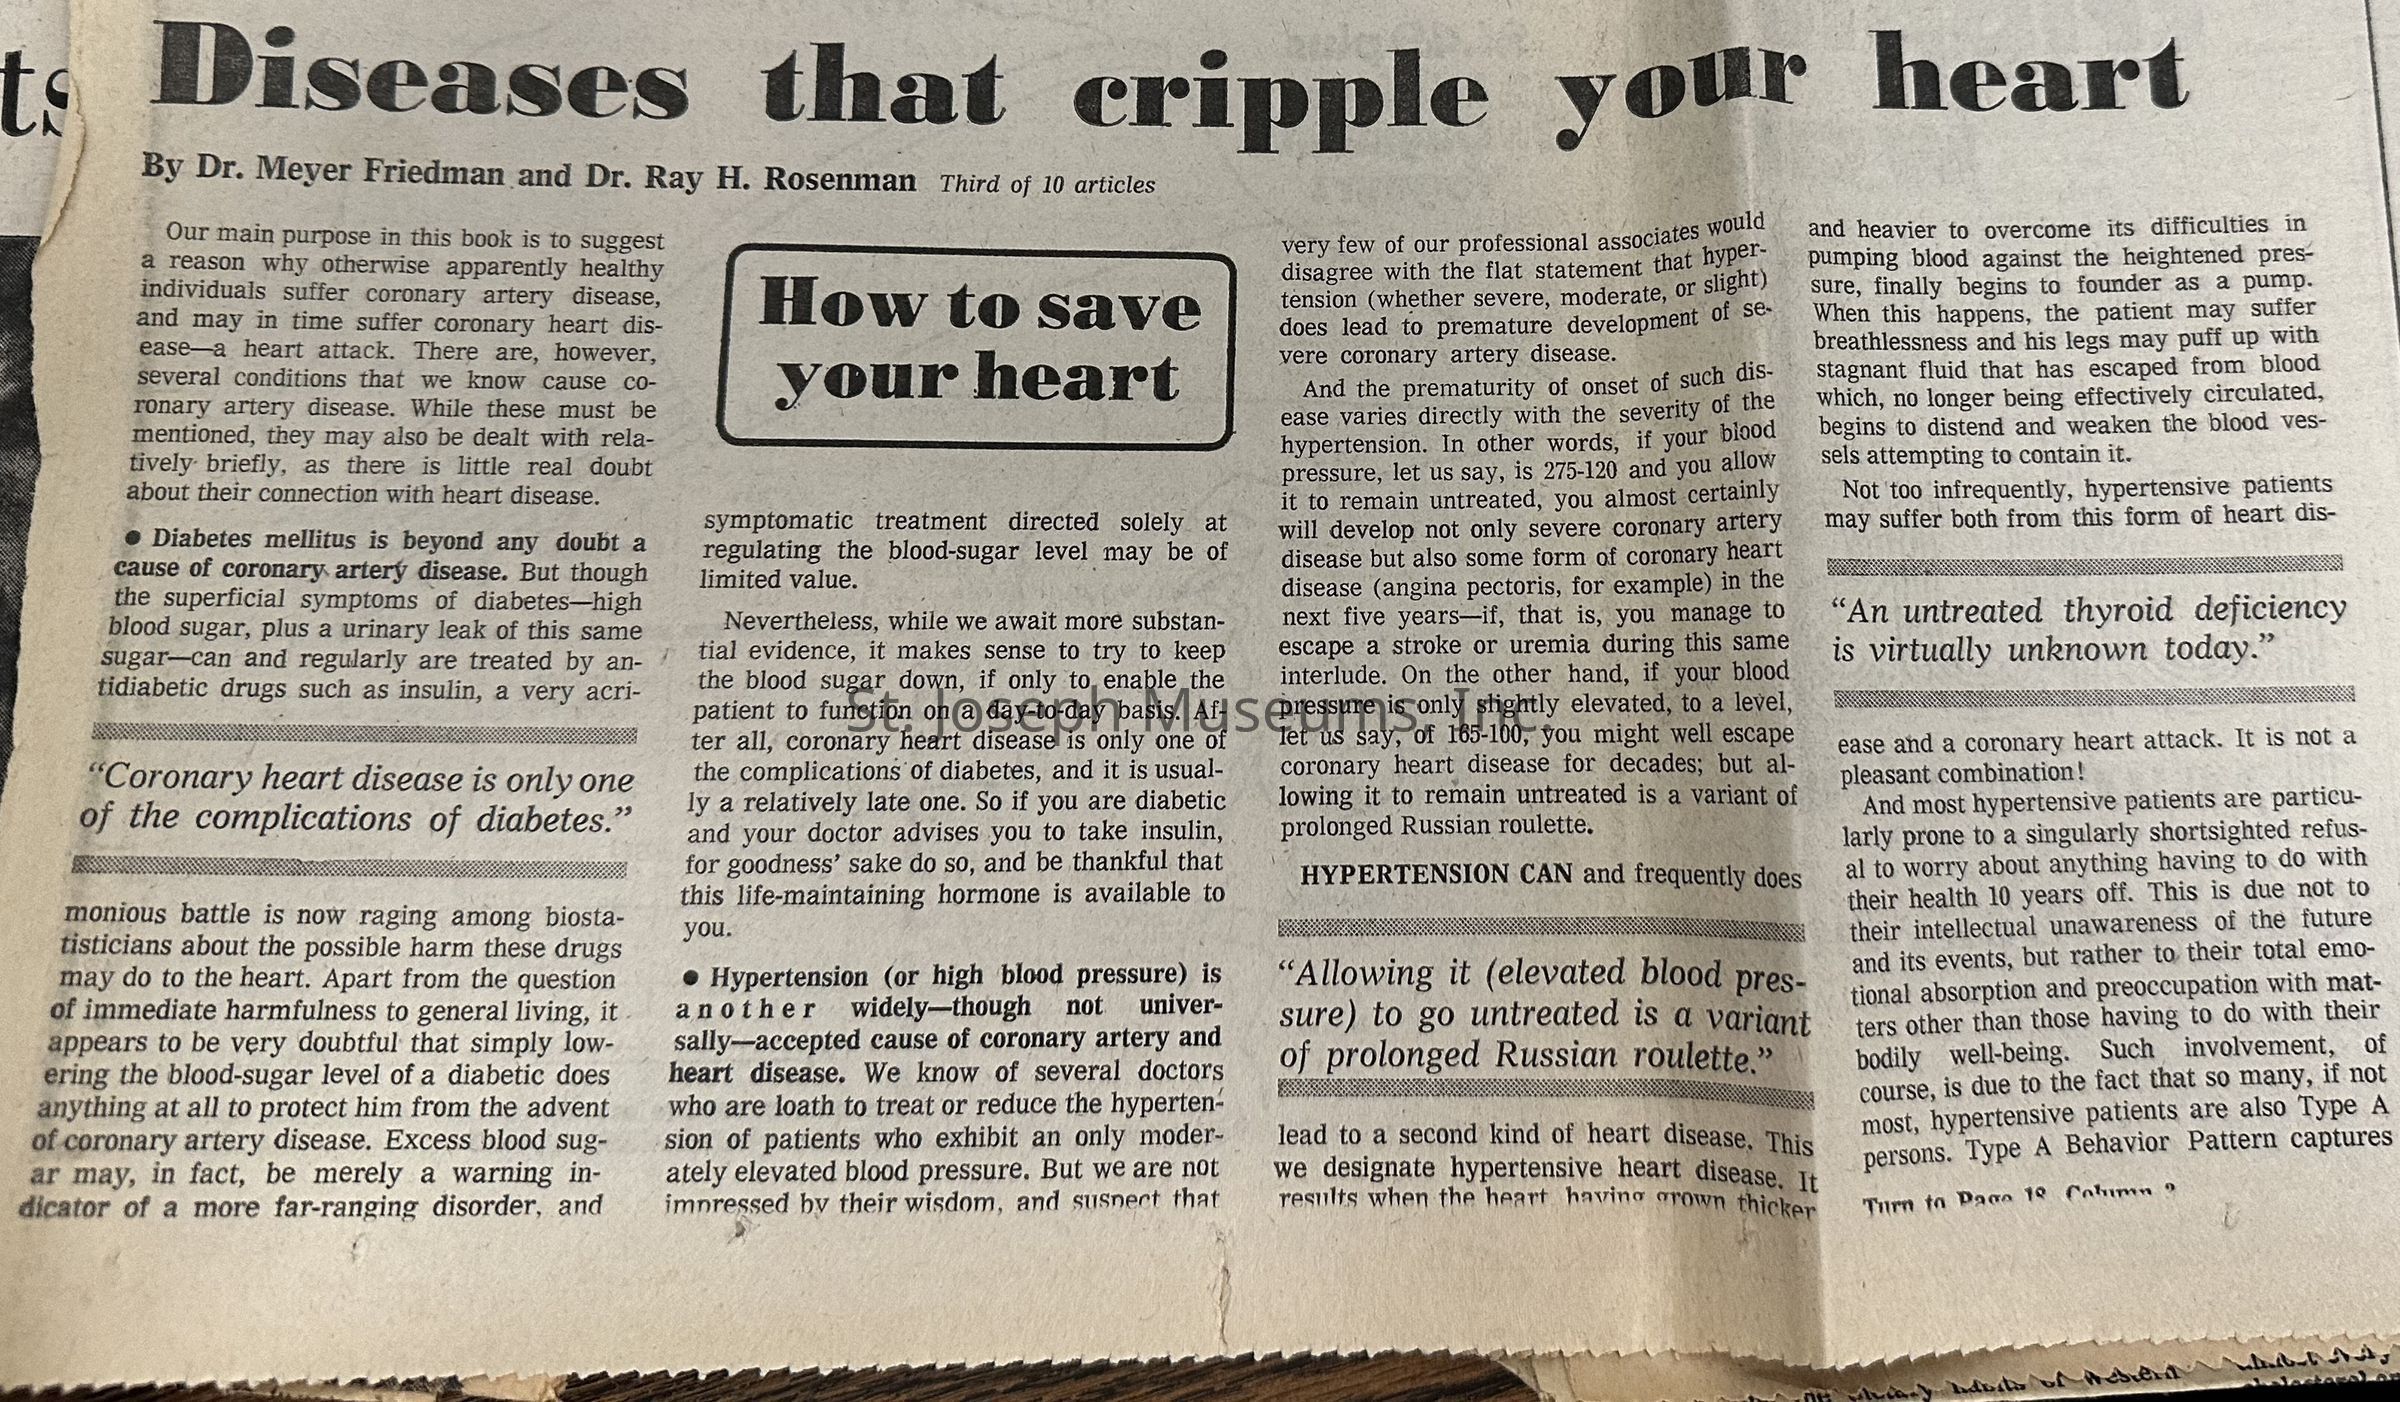 ts
Diseases that cripple your heart
By Dr. Meyer Friedman and Dr. Ray H. Rosenman Third of 10 articles
Our main purpose in this book is to suggest
a reason why otherwise apparently healthy
individuals suffer coronary artery disease,
and may in time suffer coronary heart dis-
ease—a heart attack. There are, however,
several conditions that we know cause co-
ronary artery disease. While these must be
mentioned, they may also be dealt with rela-
tively briefly, as there is little real doubt
about their connection with heart disease.
● Diabetes mellitus is beyond any doubt a
cause of coronary artery disease. But though
the superficial symptoms of diabetes—high
blood sugar, plus a urinary leak of this same
sugar—can and regularly are treated by an-
tidiabetic drugs such as insulin, a very acri-
“Coronary heart disease is only one
of the complications of diabetes.”
monious battle is now raging among biosta-
tisticians about the possible harm these drugs
may do to the heart. Apart from the question
of immediate harmfulness to general living, it
appears to be very doubtful that simply low-
ering the blood-sugar level of a diabetic does
anything at all to protect him from the advent
of coronary artery disease. Excess blood sug-
ar may, in fact, be merely a warning in-
dicator of a more far-ranging disorder, and
How to save
your heart
symptomatic treatment directed solely at
regulating the blood-sugar level may be of
limited value.
Nevertheless, while we await more substan-
tial evidence, it makes sense to try to keep
the blood sugar down, if only to enable the
patient to function on a day-to-day basis. Af-
ter all, coronary heart disease is only one of
the complications of diabetes, and it is usual-
ly a relatively late one. So if you are diabetic
and your doctor advises you to take insulin,
for goodness’ sake do so, and be thankful that
this life-maintaining hormone is available to
you.
● Hypertension (or high blood pressure) is
another widely—though not univer-
sally—accepted cause of coronary artery and
heart disease. We know of several doctors
who are loath to treat or reduce the hyperten-
sion of patients who exhibit an only moder-
ately elevated blood pressure. But we are not
impressed by their wisdom, and suspect that
very few of our professional associates would
disagree with the flat statement that hyper-
tension (whether severe, moderate, or slight)
does lead to premature development of se-
vere coronary artery disease.
And the prematurity of onset of such dis-
ease varies directly with the severity of the
hypertension. In other words, if your blood
pressure, let us say, is 275-120 and you allow
it to remain untreated, you almost certainly
will develop not only severe coronary artery
disease but also some form of coronary heart
disease (angina pectoris, for example) in the
next five years—if, that is, you manage to
escape a stroke or uremia during this same
interlude. On the other hand, if your blood
pressure is only slightly elevated, to a level,
let us say, of 165-100, you might well escape
coronary heart disease for decades; but al-
lowing it to remain untreated is a variant of
prolonged Russian roulette.
HYPERTENSION CAN and frequently does
“Allowing it (elevated blood pres-
sure) to go untreated is a variant
of prolonged Russian roulette.”
lead to a second kind of heart disease. This
we designate hypertensive heart disease. It
results when the heart, having grown thicker
and heavier to overcome its difficulties in
pumping blood against the heightened pres-
sure, finally begins to founder as a pump.
When this happens, the patient may suffer
breathlessness and his legs may puff up with
stagnant fluid that has escaped from blood
which, no longer being effectively circulated,
begins to distend and weaken the blood ves-
sels attempting to contain it.
Not too infrequently, hypertensive patients
may suffer both from this form of heart dis-
“An untreated thyroid deficiency
is virtually unknown today.”
ease and a coronary heart attack. It is not a
pleasant combination!
And most hypertensive patients are particu-
larly prone to a singularly shortsighted refus-
al to worry about anything having to do with
their health 10 years off. This is due not to
their intellectual unawareness of the future
and its events, but rather to their total emo-
tional absorption and preoccupation with mat-
ters other than those having to do with their
bodily well-being. Such involvement, of
course, is due to the fact that so many, if not
most, hypertensive patients are also Type A
persons. Type A Behavior Pattern captures
Turn to Page 18, Column
St. Joseph Museums, Inc.